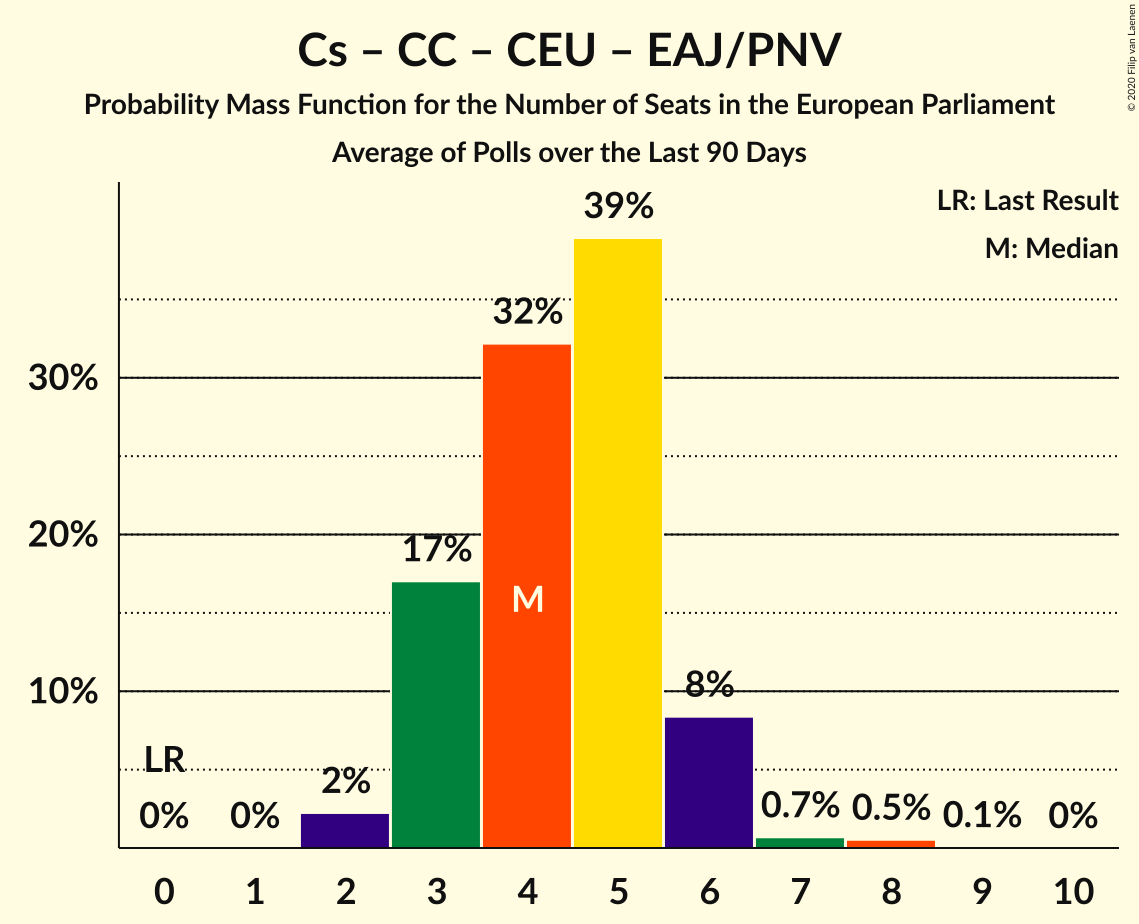 Cs – CC – CEU – EAJ/PNV
Probability Mass Function for the Number of Seats in the European Parliament
Average of Polls over the Last 90 Days
© 2020 Filip van Laenen
LR: Last Result
M: Median
39%
32%
30%
20%
17%
M
10%
8%
LR
2%
0% 0% 0.7% 0.5% 0.1% 0%
0 1 2 3 4 5 6 7 8 9 10